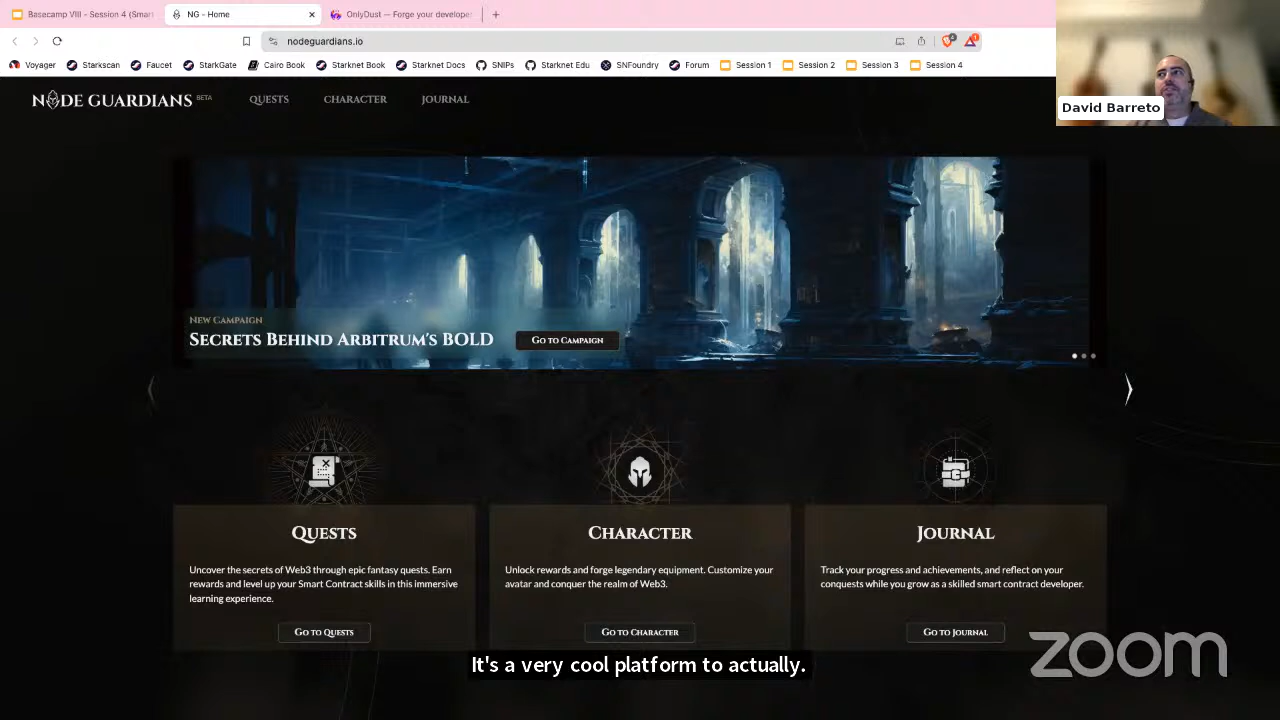 Basecamp VIII - Session 4 (Smart
NG - Home
OnlyDust — Forge your developer
nodeguardians.io
Voyager
Starkscan
Faucet
StarkGate
Cairo Book
Starknet Book
Starknet Docs
SNIPs
Starknet Edu
SNFoundry
Forum
Session 1
Session 2
Session 3
Session 4
David Barreto
NODE GUARDIANS BETA
QUESTS
CHARACTER
JOURNAL
NEW CAMPAIGN
SECRETS BEHIND ARBITRUM'S BOLD
GO TO CAMPAIGN
QUESTS
Uncover the secrets of Web3 through epic fantasy quests. Earn
rewards and level up your Smart Contract skills in this immersive
learning experience.
GO TO QUESTS
CHARACTER
Unlock rewards and forge legendary equipment. Customize your
avatar and conquer the realm of Web3.
GO TO CHARACTER
JOURNAL
Track your progress and achievements, and reflect on your
conquests while you grow as a skilled smart contract developer.
GO TO JOURNAL
It's a very cool platform to actually.
zoom